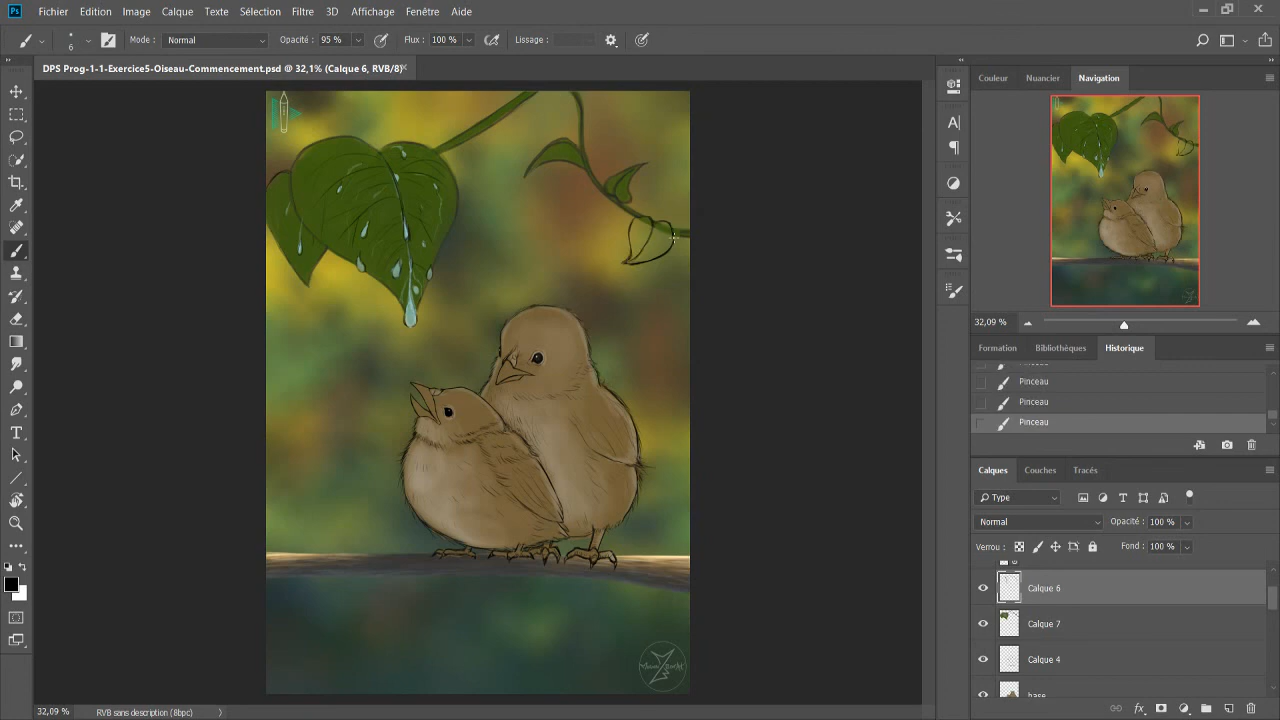 Ps Fichier Edition Image Calque Texte Sélection Filtre 3D Affichage Fenêtre Aide
6 Mode : Normal Opacité : 95 % Flux : 100 % Lissage :
DPS Prog-1-1-Exercice5-Oiseau-Commencement.psd @ 32,1% (Calque 6, RVB/8)
Couleur Nuancier Navigation
32,09 %
Formation Bibliothèques Historique
Pinceau
Pinceau
Pinceau
Calques Couches Tracés
Type
Normal Opacité : 100 %
Verrou : Fond : 100 %
Calque 6
Calque 7
Calque 4
base
32,09 % RVB sans description (8bpc)